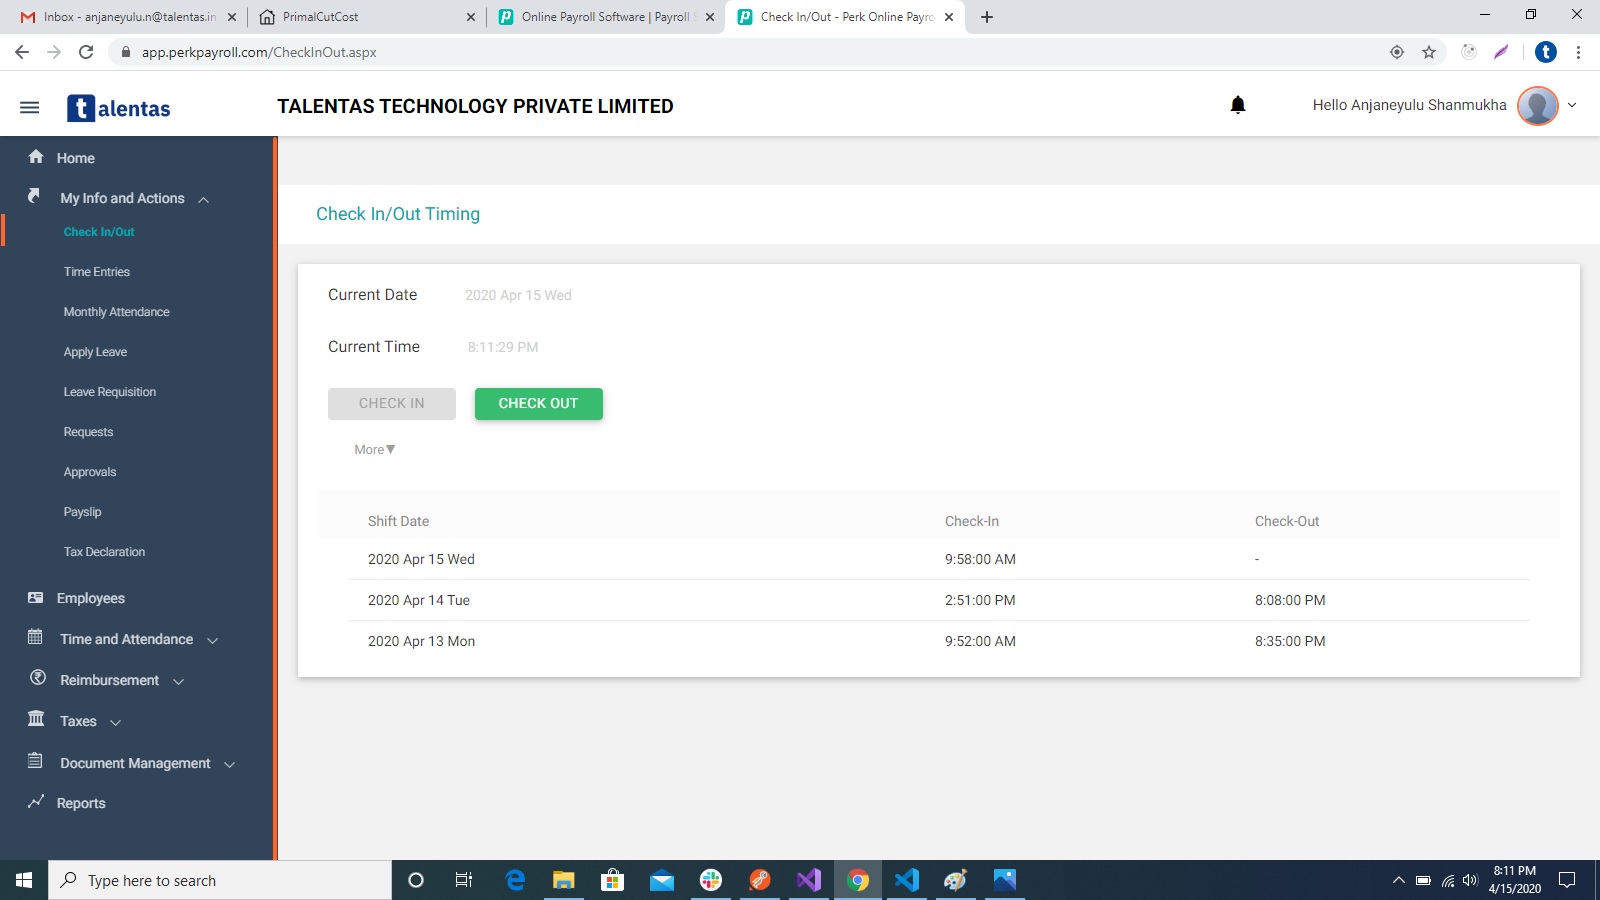 Inbox - anjaneyulu.n@talentas.in
PrimalCutCost
Online Payroll Software | Payroll S
Check In/Out - Perk Online Payro
app.perkpayroll.com/CheckInOut.aspx
t
talentas
TALENTAS TECHNOLOGY PRIVATE LIMITED
Hello Anjaneyulu Shanmukha
Home
My Info and Actions
Check In/Out
Time Entries
Monthly Attendance
Apply Leave
Leave Requisition
Requests
Approvals
Payslip
Tax Declaration
Employees
Time and Attendance
Reimbursement
Taxes
Document Management
Reports
Check In/Out Timing
Current Date 2020 Apr 15 Wed
Current Time 8:11:29 PM
CHECK IN CHECK OUT
More▼
Shift Date Check-In Check-Out
2020 Apr 15 Wed 9:58:00 AM -
2020 Apr 14 Tue 2:51:00 PM 8:08:00 PM
2020 Apr 13 Mon 9:52:00 AM 8:35:00 PM
Type here to search
8:11 PM
4/15/2020